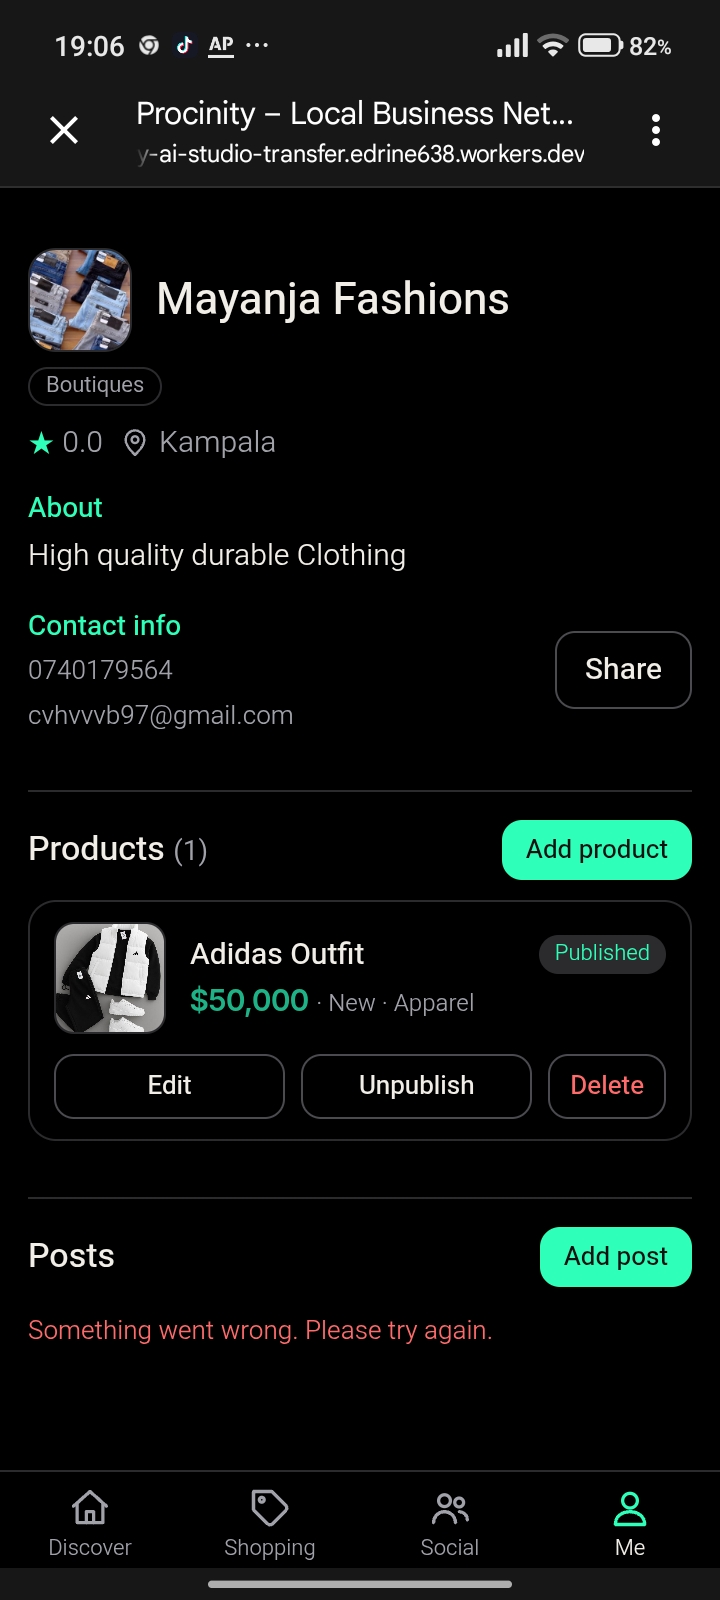 19:06 AP ... 82%
Procinity – Local Business Net...
y-ai-studio-transfer.edrine638.workers.dev
Mayanja Fashions
Boutiques
★ 0.0 Kampala
About
High quality durable Clothing
Contact info
0740179564
Share
cvhvvvb97@gmail.com
Products (1)
Add product
Adidas Outfit
Published
$50,000 · New · Apparel
Edit
Unpublish
Delete
Posts
Add post
Something went wrong. Please try again.
Discover
Shopping
Social
Me